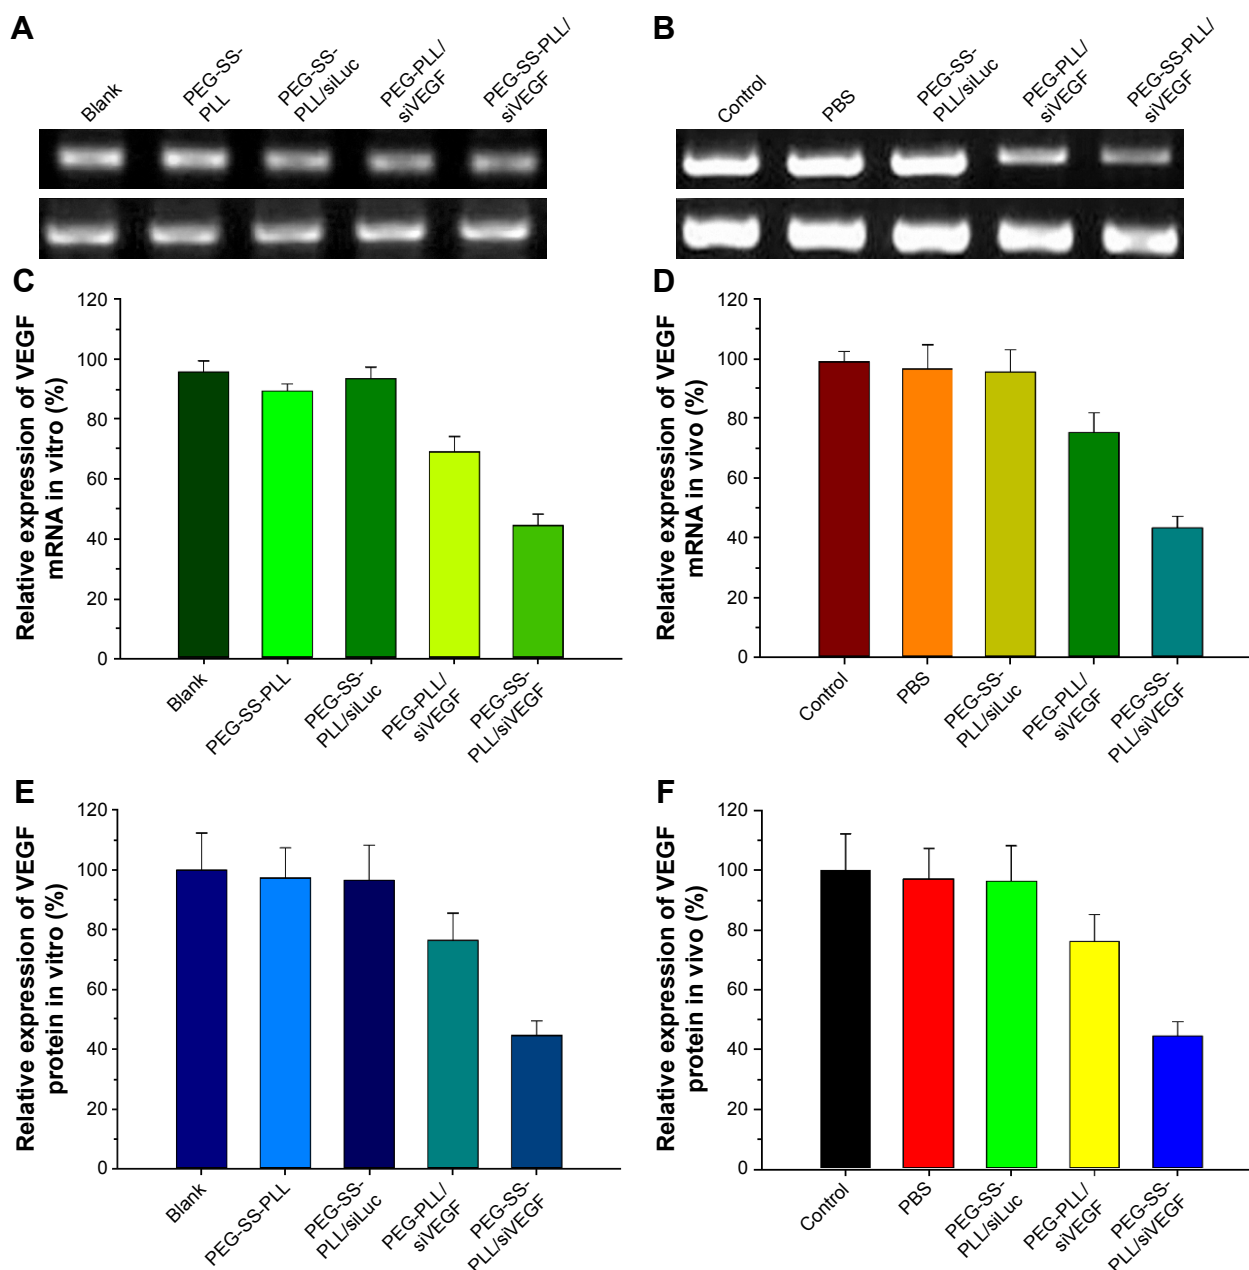 A
Blank
PEG-SS-
PLL
PEG-SS-
PLL/siLuc
PEG-PLL/
siVEGF
PEG-SS-PLL/
siVEGF
B
Control
PBS
PEG-SS-
PLL/siLuc
PEG-PLL/
siVEGF
PEG-SS-PLL/
siVEGF
C
Relative expression of VEGF
mRNA in vitro (%)
120
100
80
60
40
20
0
Blank
PEG-SS-PLL
PEG-SS-
PLL/siLuc
PEG-PLL/
siVEGF
PEG-SS-
PLL/siVEGF
D
Relative expression of VEGF
mRNA in vivo (%)
120
100
80
60
40
20
0
Control
PBS
PEG-SS-
PLL/siLuc
PEG-PLL/
siVEGF
PEG-SS-
PLL/siVEGF
E
Relative expression of VEGF
protein in vitro (%)
120
100
80
60
40
20
0
Blank
PEG-SS-PLL
PEG-SS-
PLL/siLuc
PEG-PLL/
siVEGF
PEG-SS-
PLL/siVEGF
F
Relative expression of VEGF
protein in vivo (%)
120
100
80
60
40
20
0
Control
PBS
PEG-SS-
PLL/siLuc
PEG-PLL/
siVEGF
PEG-SS-
PLL/siVEGF